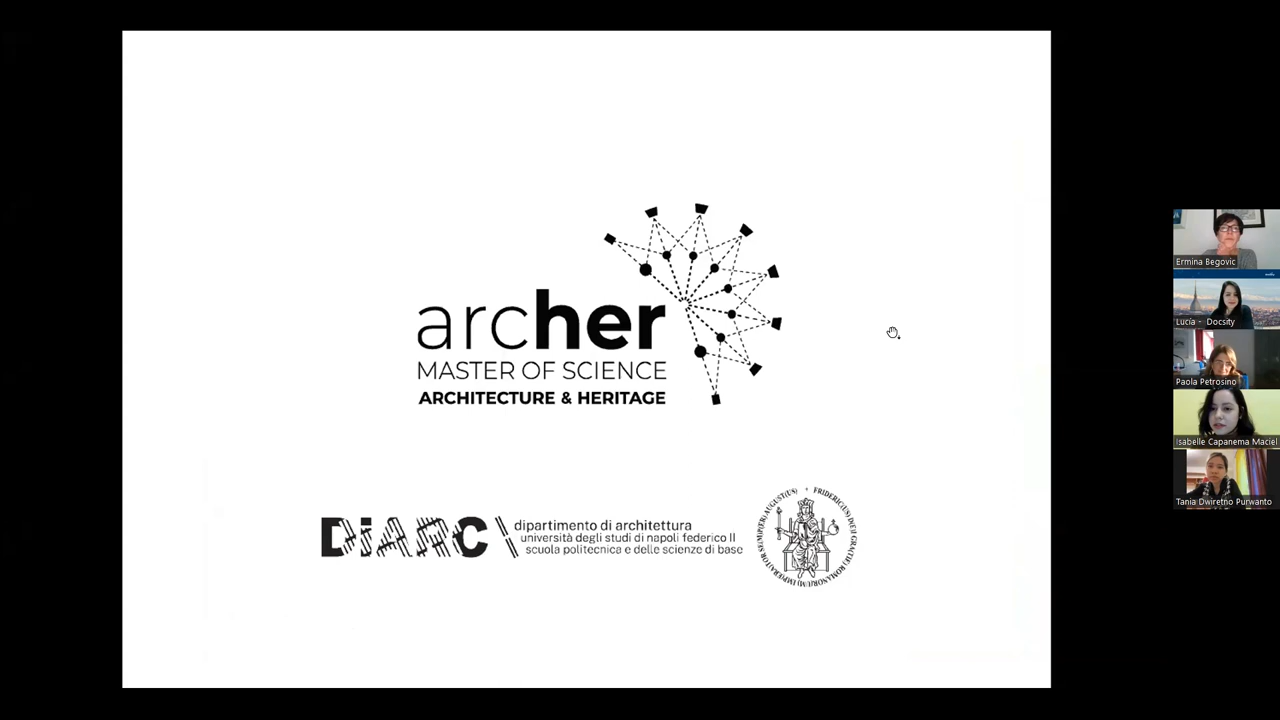 archer
MASTER OF SCIENCE
ARCHITECTURE & HERITAGE
DiARC
dipartimento di architettura
università degli studi di napoli federico II
scuola politecnica e delle scienze di base
Ermina Begovic
Lucía - Docsity
Paola Petrosino
Isabelle Capanema Maciel
Tania Dwiretno Purwanto